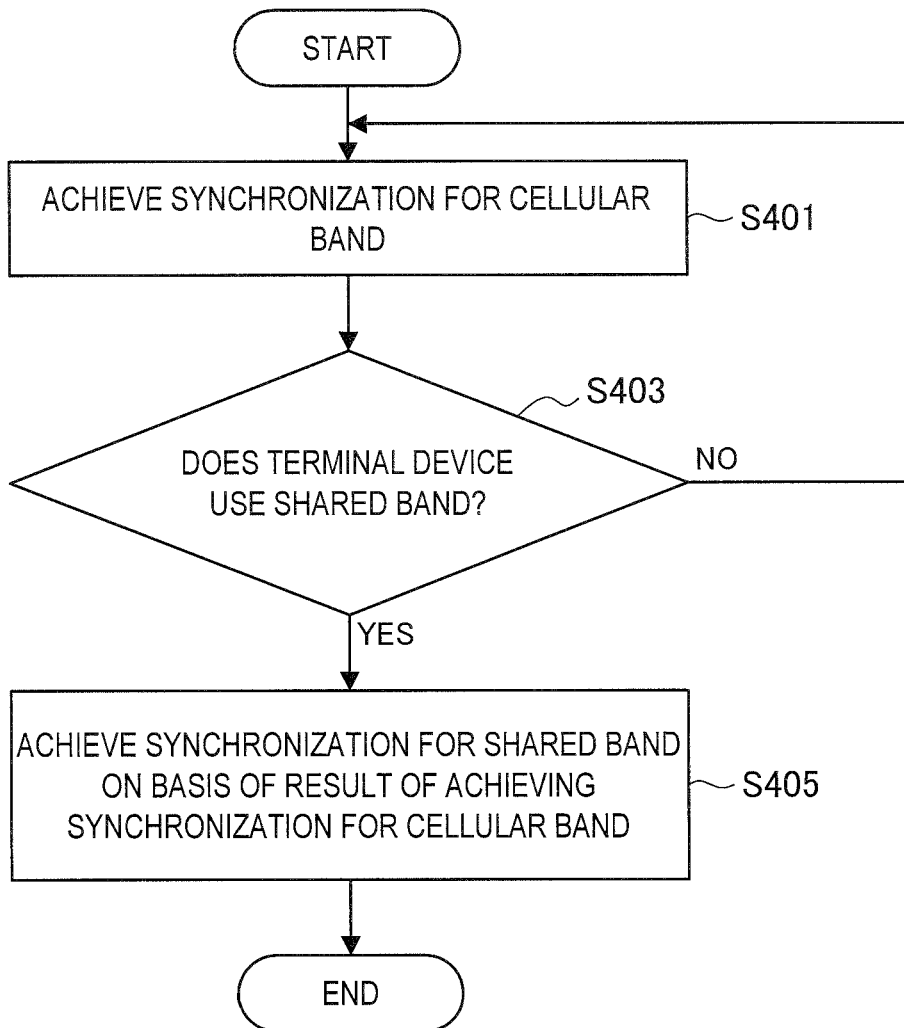 START
ACHIEVE SYNCHRONIZATION FOR CELLULAR
BAND
S401
S403
DOES TERMINAL DEVICE
USE SHARED BAND?
NO
YES
ACHIEVE SYNCHRONIZATION FOR SHARED BAND
ON BASIS OF RESULT OF ACHIEVING
SYNCHRONIZATION FOR CELLULAR BAND
S405
END